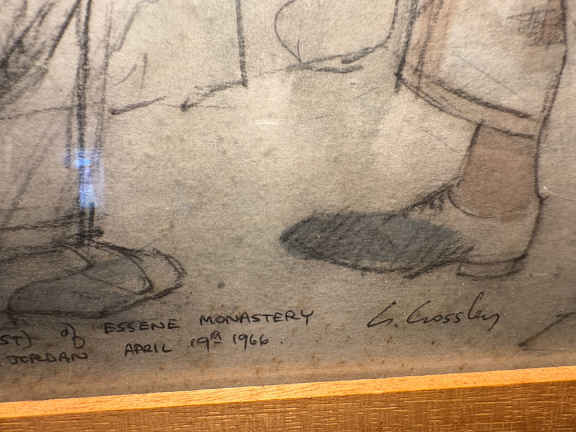 ST) of ESSENE MONASTERY
JORDAN APRIL 19th 1966.
G. Crossley